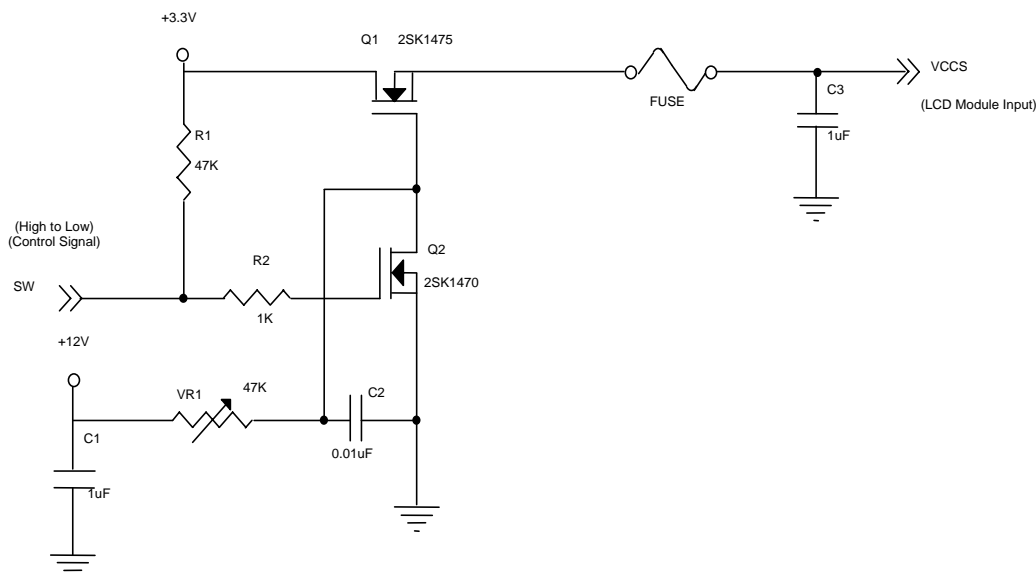 +3.3V
Q1 2SK1475
FUSE
VCCS
(LCD Module Input)
C3
1uF
R1
47K
(High to Low)
(Control Signal)
SW
R2
1K
Q2
2SK1470
+12V
VR1
47K
C2
0.01uF
C1
1uF